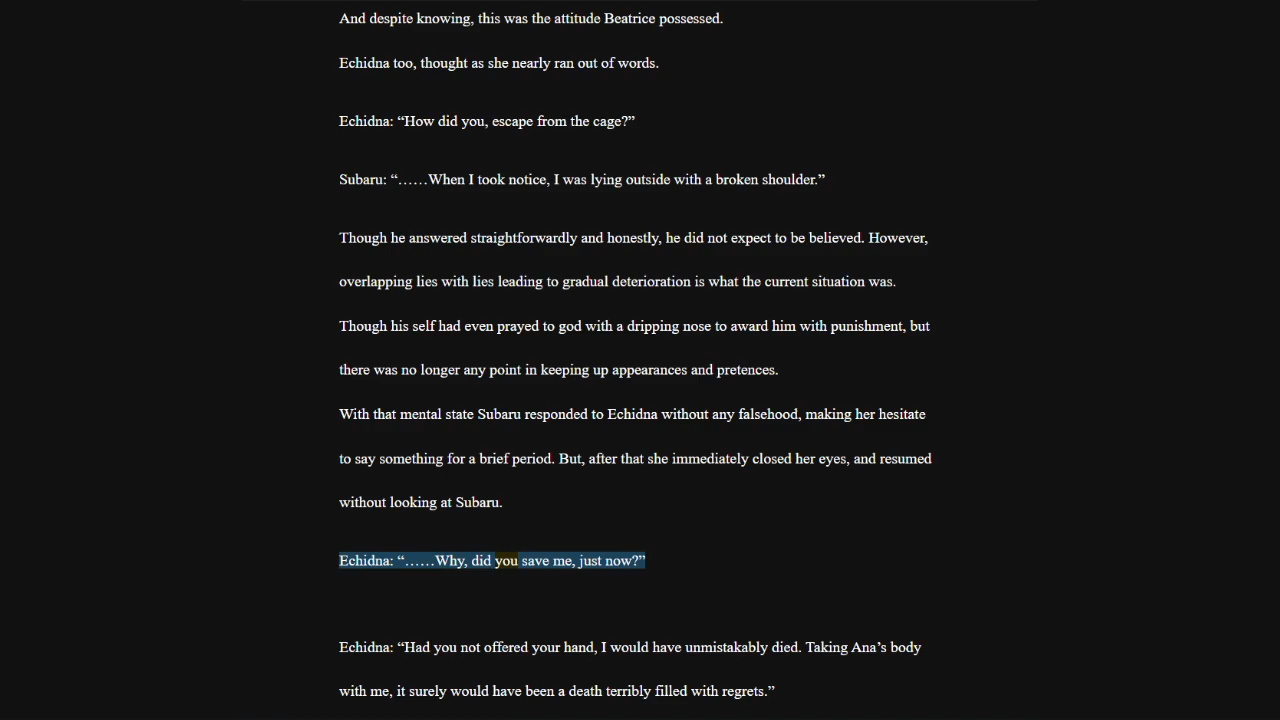 And despite knowing, this was the attitude Beatrice possessed.
Echidna too, thought as she nearly ran out of words.
Echidna: “How did you, escape from the cage?”
Subaru: “……When I took notice, I was lying outside with a broken shoulder.”
Though he answered straightforwardly and honestly, he did not expect to be believed. However,
overlapping lies with lies leading to gradual deterioration is what the current situation was.
Though his self had even prayed to god with a dripping nose to award him with punishment, but
there was no longer any point in keeping up appearances and pretences.
With that mental state Subaru responded to Echidna without any falsehood, making her hesitate
to say something for a brief period. But, after that she immediately closed her eyes, and resumed
without looking at Subaru.
Echidna: “……Why, did you save me, just now?”
Echidna: “Had you not offered your hand, I would have unmistakably died. Taking Ana’s body
with me, it surely would have been a death terribly filled with regrets.”